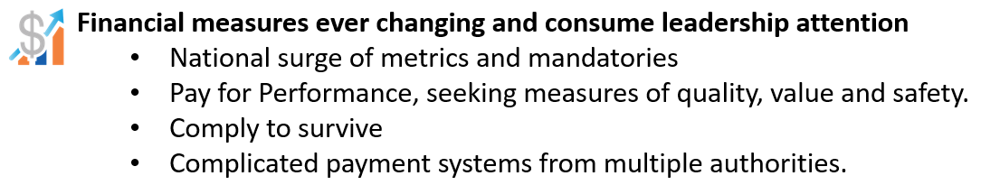 Financial measures ever changing and consume leadership attention
• National surge of metrics and mandatories
• Pay for Performance, seeking measures of quality, value and safety.
• Comply to survive
• Complicated payment systems from multiple authorities.